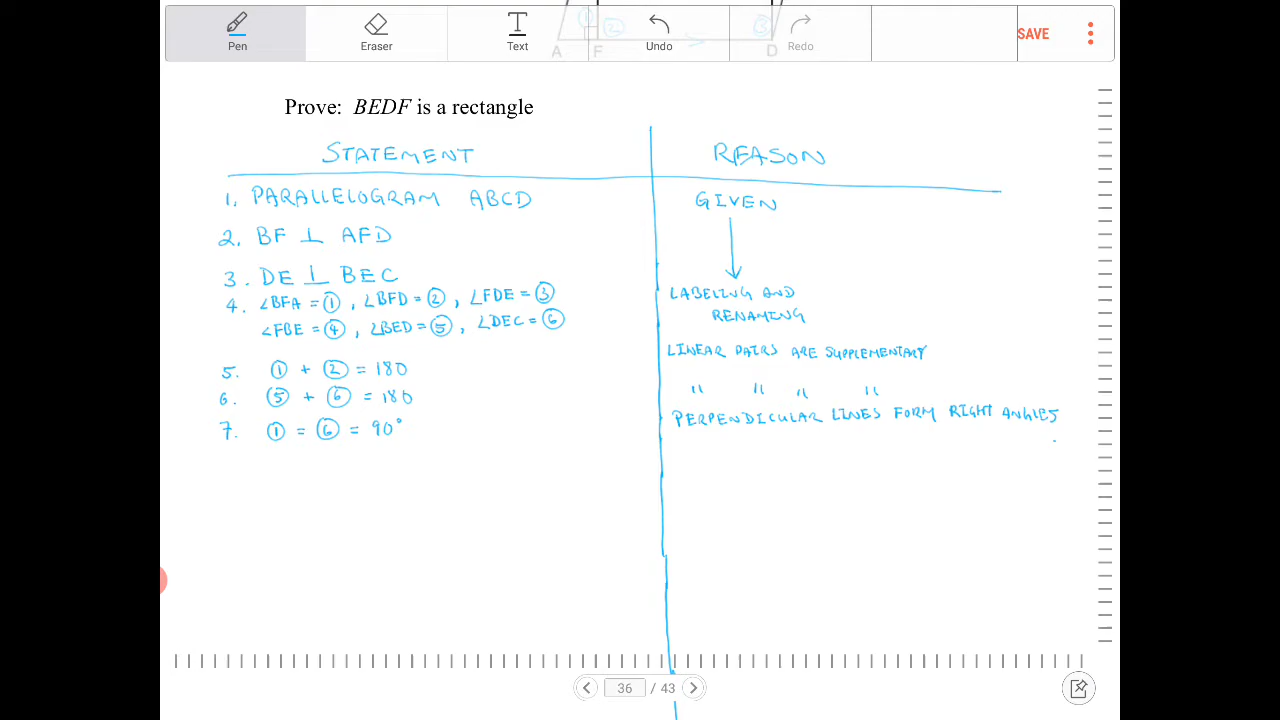 1 2 3
A F D
Pen Eraser Text Undo Redo SAVE
Prove: BEDF is a rectangle
STATEMENT REASON
1. PARALLELOGRAM ABCD GIVEN
2. BF ⊥ AFD
3. DE ⊥ BEC
4. ∠BFA = ①, ∠BFD = ②, ∠FDE = ③ LABELING AND
∠FBE = ④, ∠BED = ⑤, ∠DEC = ⑥ RENAMING
5. ① + ② = 180 LINEAR PAIRS ARE SUPPLEMENTARY
6. ⑤ + ⑥ = 180 " " " "
7. ① = ⑥ = 90° PERPENDICULAR LINES FORM RIGHT ANGLES
36 / 43